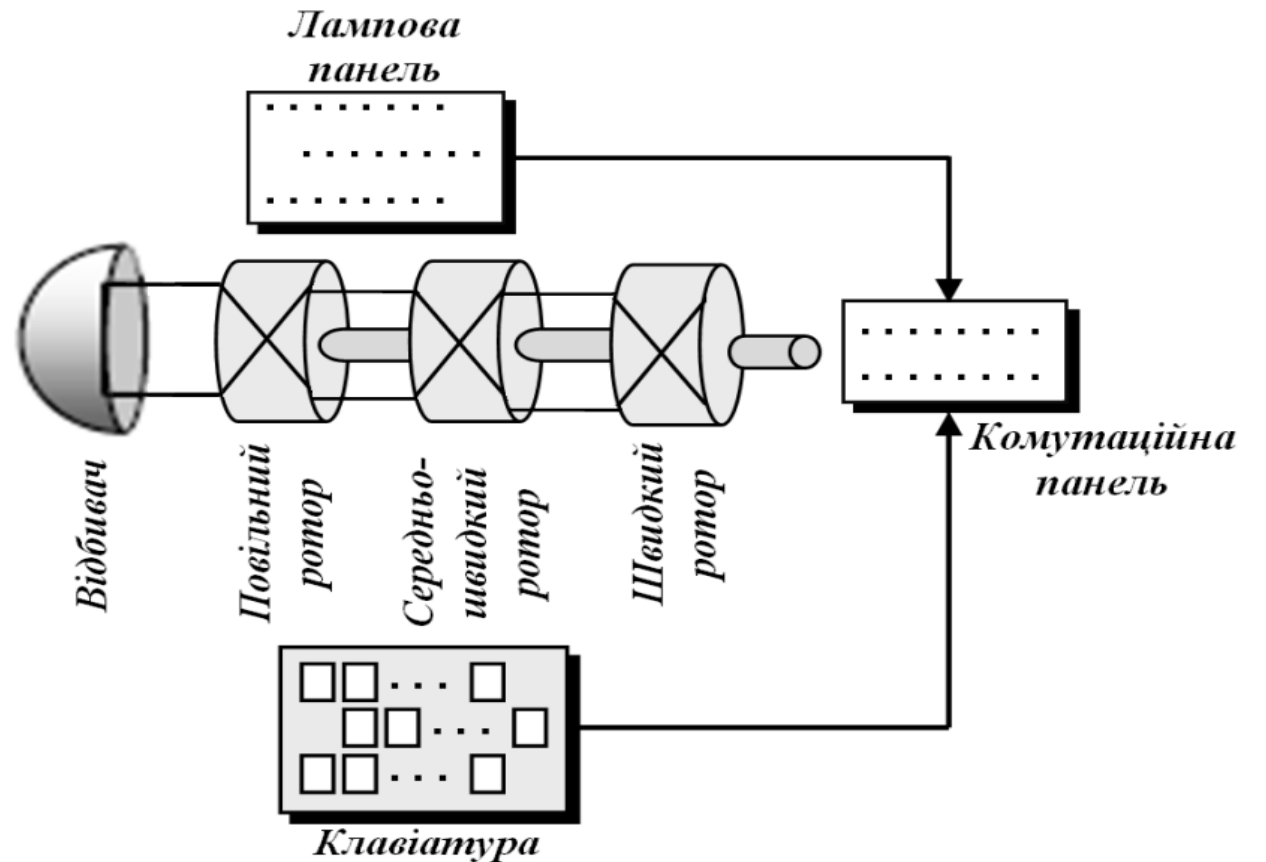 Лампова
панель
Відбивач
Повільний
ротор
Середньо-
швидкий
ротор
Швидкий
ротор
Комутаційна
панель
Клавіатура